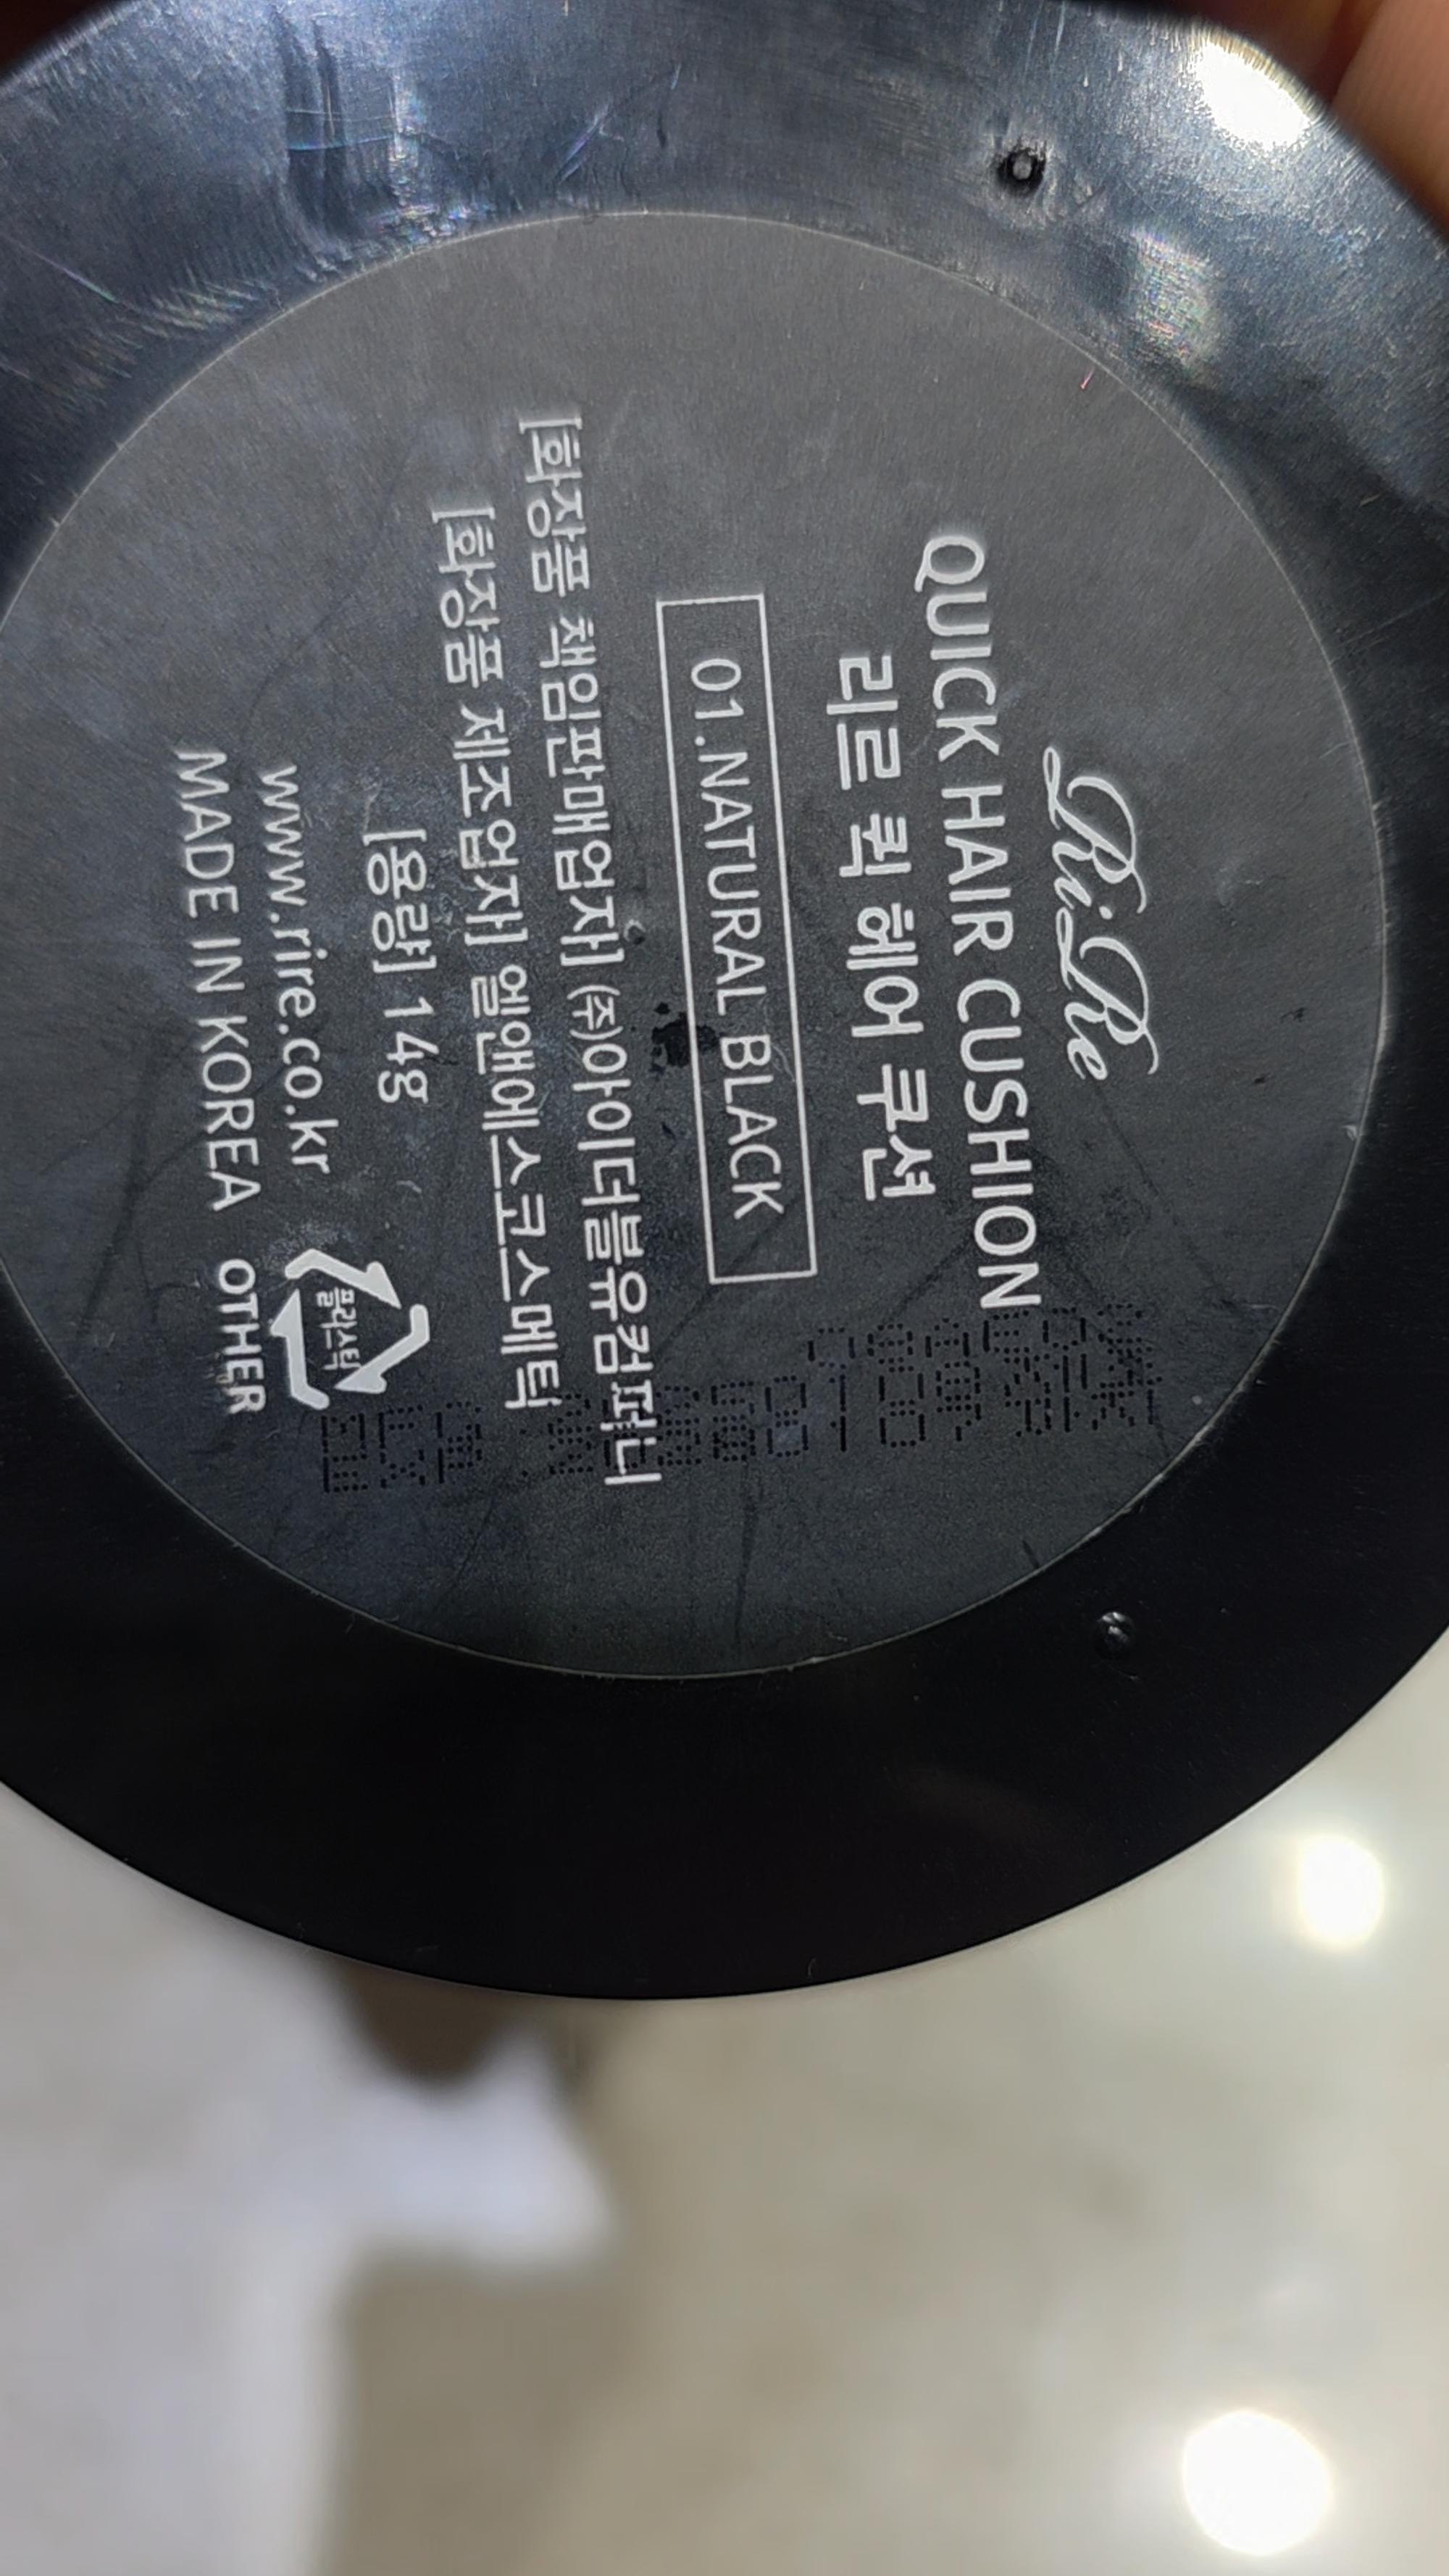 RiRe
QUICK HAIR CUSHION
리르 퀵 헤어 쿠션
01.NATURAL BLACK
[화장품 책임판매업자] (주)아이더블유컴퍼니
[화장품 제조업자] 엘앤에스코스메틱
[용량] 14g
www.rire.co.kr
MADE IN KOREA
플라스틱
OTHER
EXP